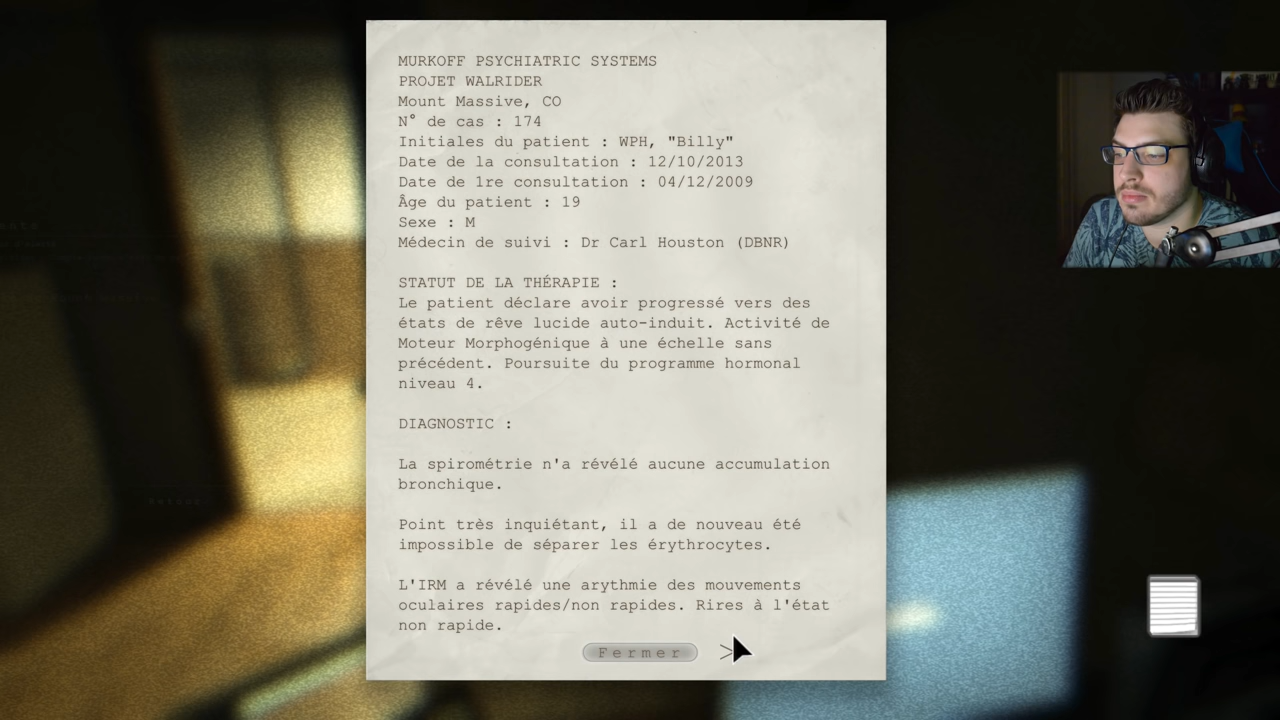 MURKOFF PSYCHIATRIC SYSTEMS
PROJET WALRIDER
Mount Massive, CO
N° de cas : 174
Initiales du patient : WPH, "Billy"
Date de la consultation : 12/10/2013
Date de 1re consultation : 04/12/2009
Âge du patient : 19
Sexe : M
Médecin de suivi : Dr Carl Houston (DBNR)
STATUT DE LA THÉRAPIE :
Le patient déclare avoir progressé vers des
états de rêve lucide auto-induit. Activité de
Moteur Morphogénique à une échelle sans
précédent. Poursuite du programme hormonal
niveau 4.
DIAGNOSTIC :
La spirométrie n'a révélé aucune accumulation
bronchique.
Point très inquiétant, il a de nouveau été
impossible de séparer les érythrocytes.
L'IRM a révélé une arythmie des mouvements
oculaires rapides/non rapides. Rires à l'état
non rapide.
Fermer >